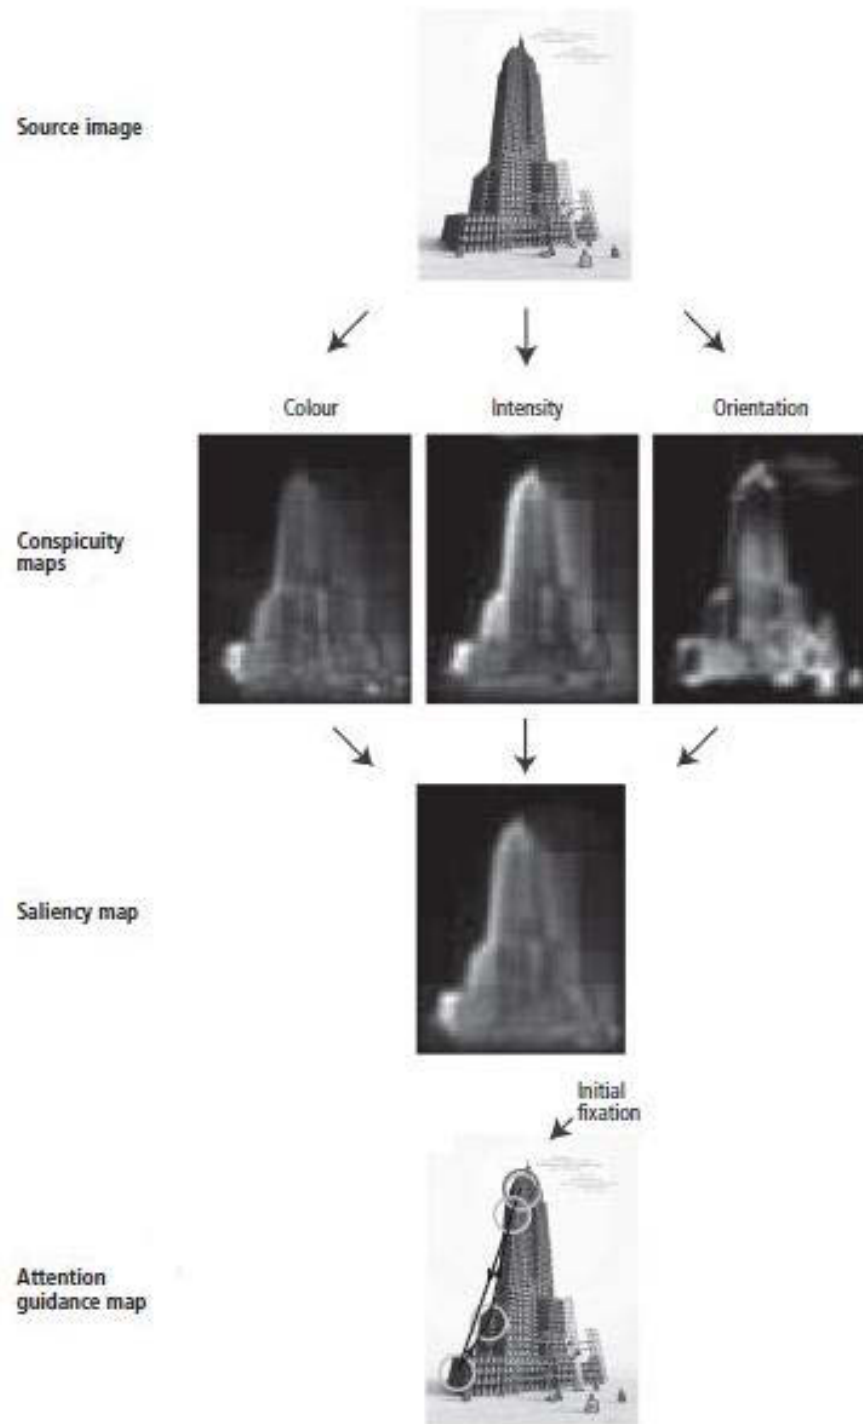 Source image
Colour
Intensity
Orientation
Conspicuity
maps
Saliency map
Initial
fixation
Attention
guidance map